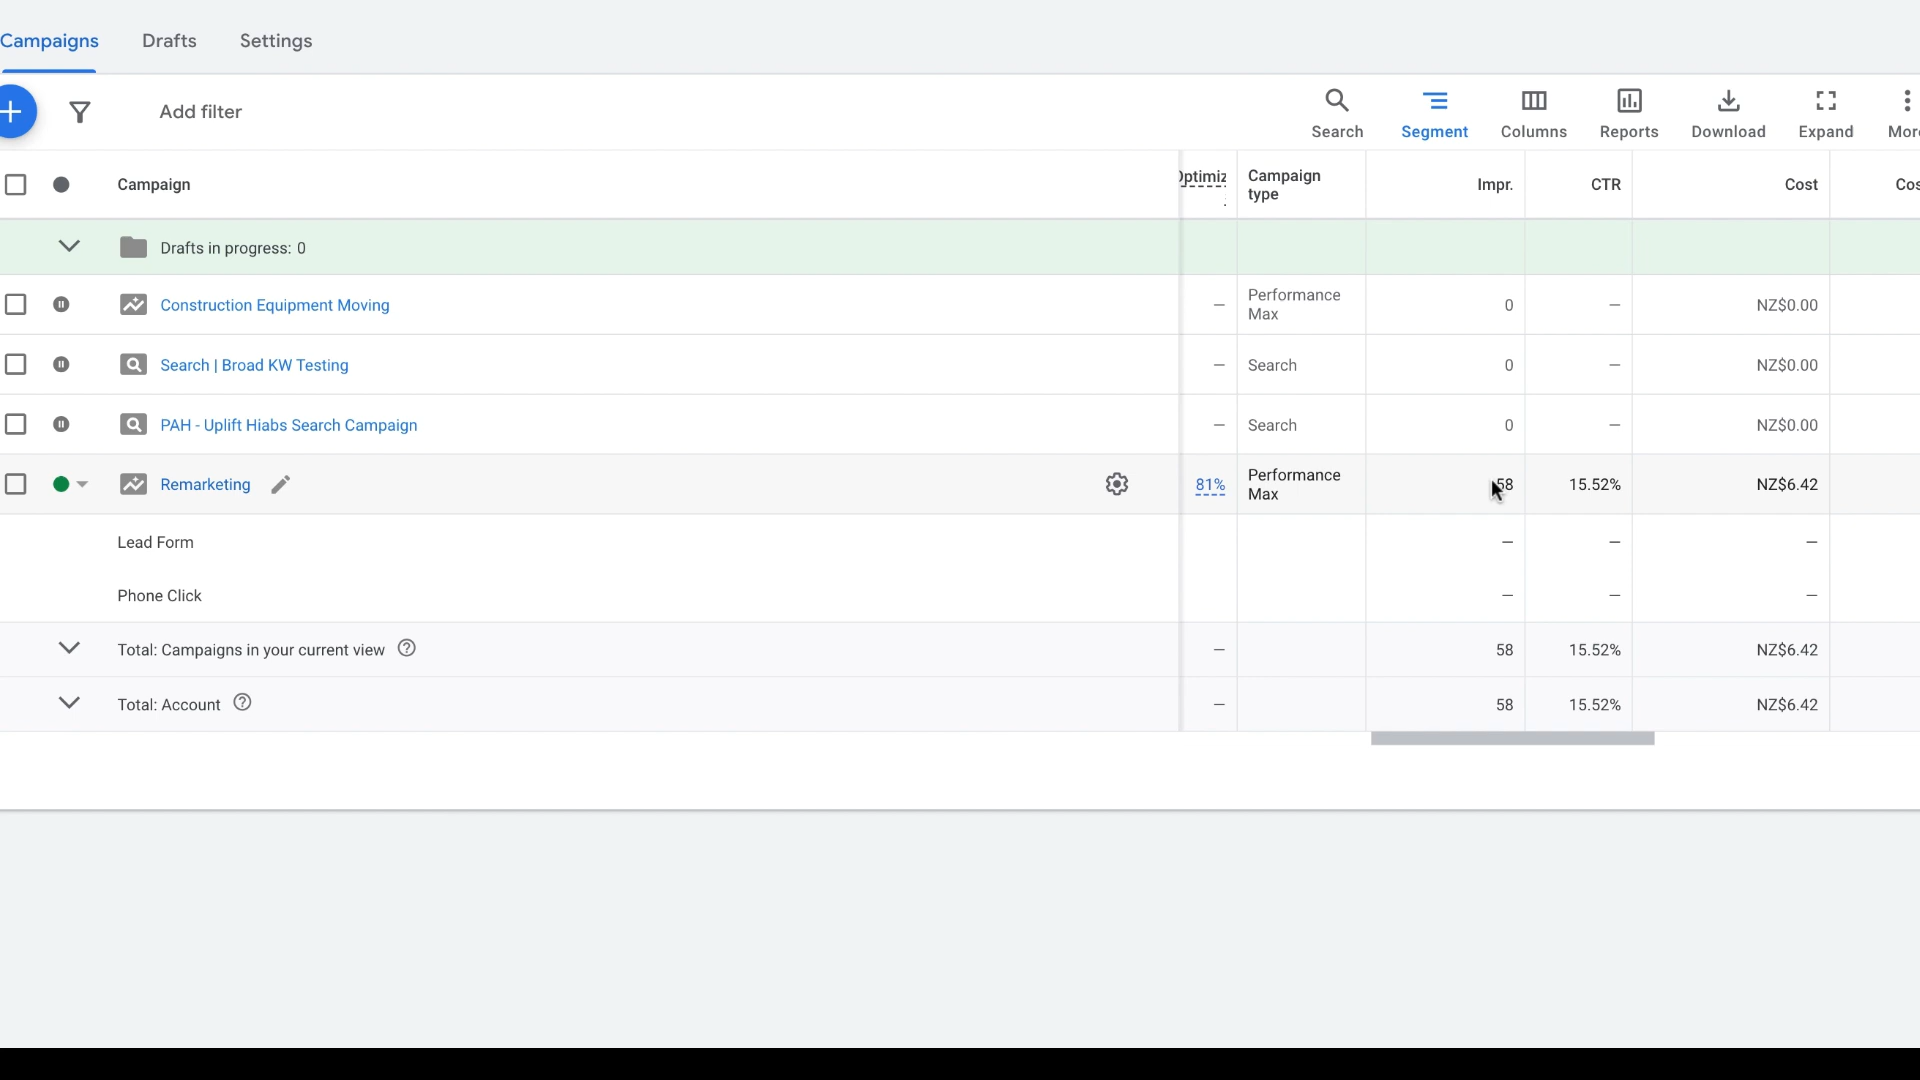 Campaigns Drafts Settings
Add filter
Search Segment Columns Reports Download Expand
Campaign Campaign type Impr. CTR Cost
Drafts in progress: 0
Construction Equipment Moving — Performance Max 0 — NZ$0.00
Search | Broad KW Testing — Search 0 — NZ$0.00
PAH - Uplift Hiabs Search Campaign — Search 0 — NZ$0.00
Remarketing 81% Performance Max 58 15.52% NZ$6.42
Lead Form — — —
Phone Click — — —
Total: Campaigns in your current view — 58 15.52% NZ$6.42
Total: Account — 58 15.52% NZ$6.42